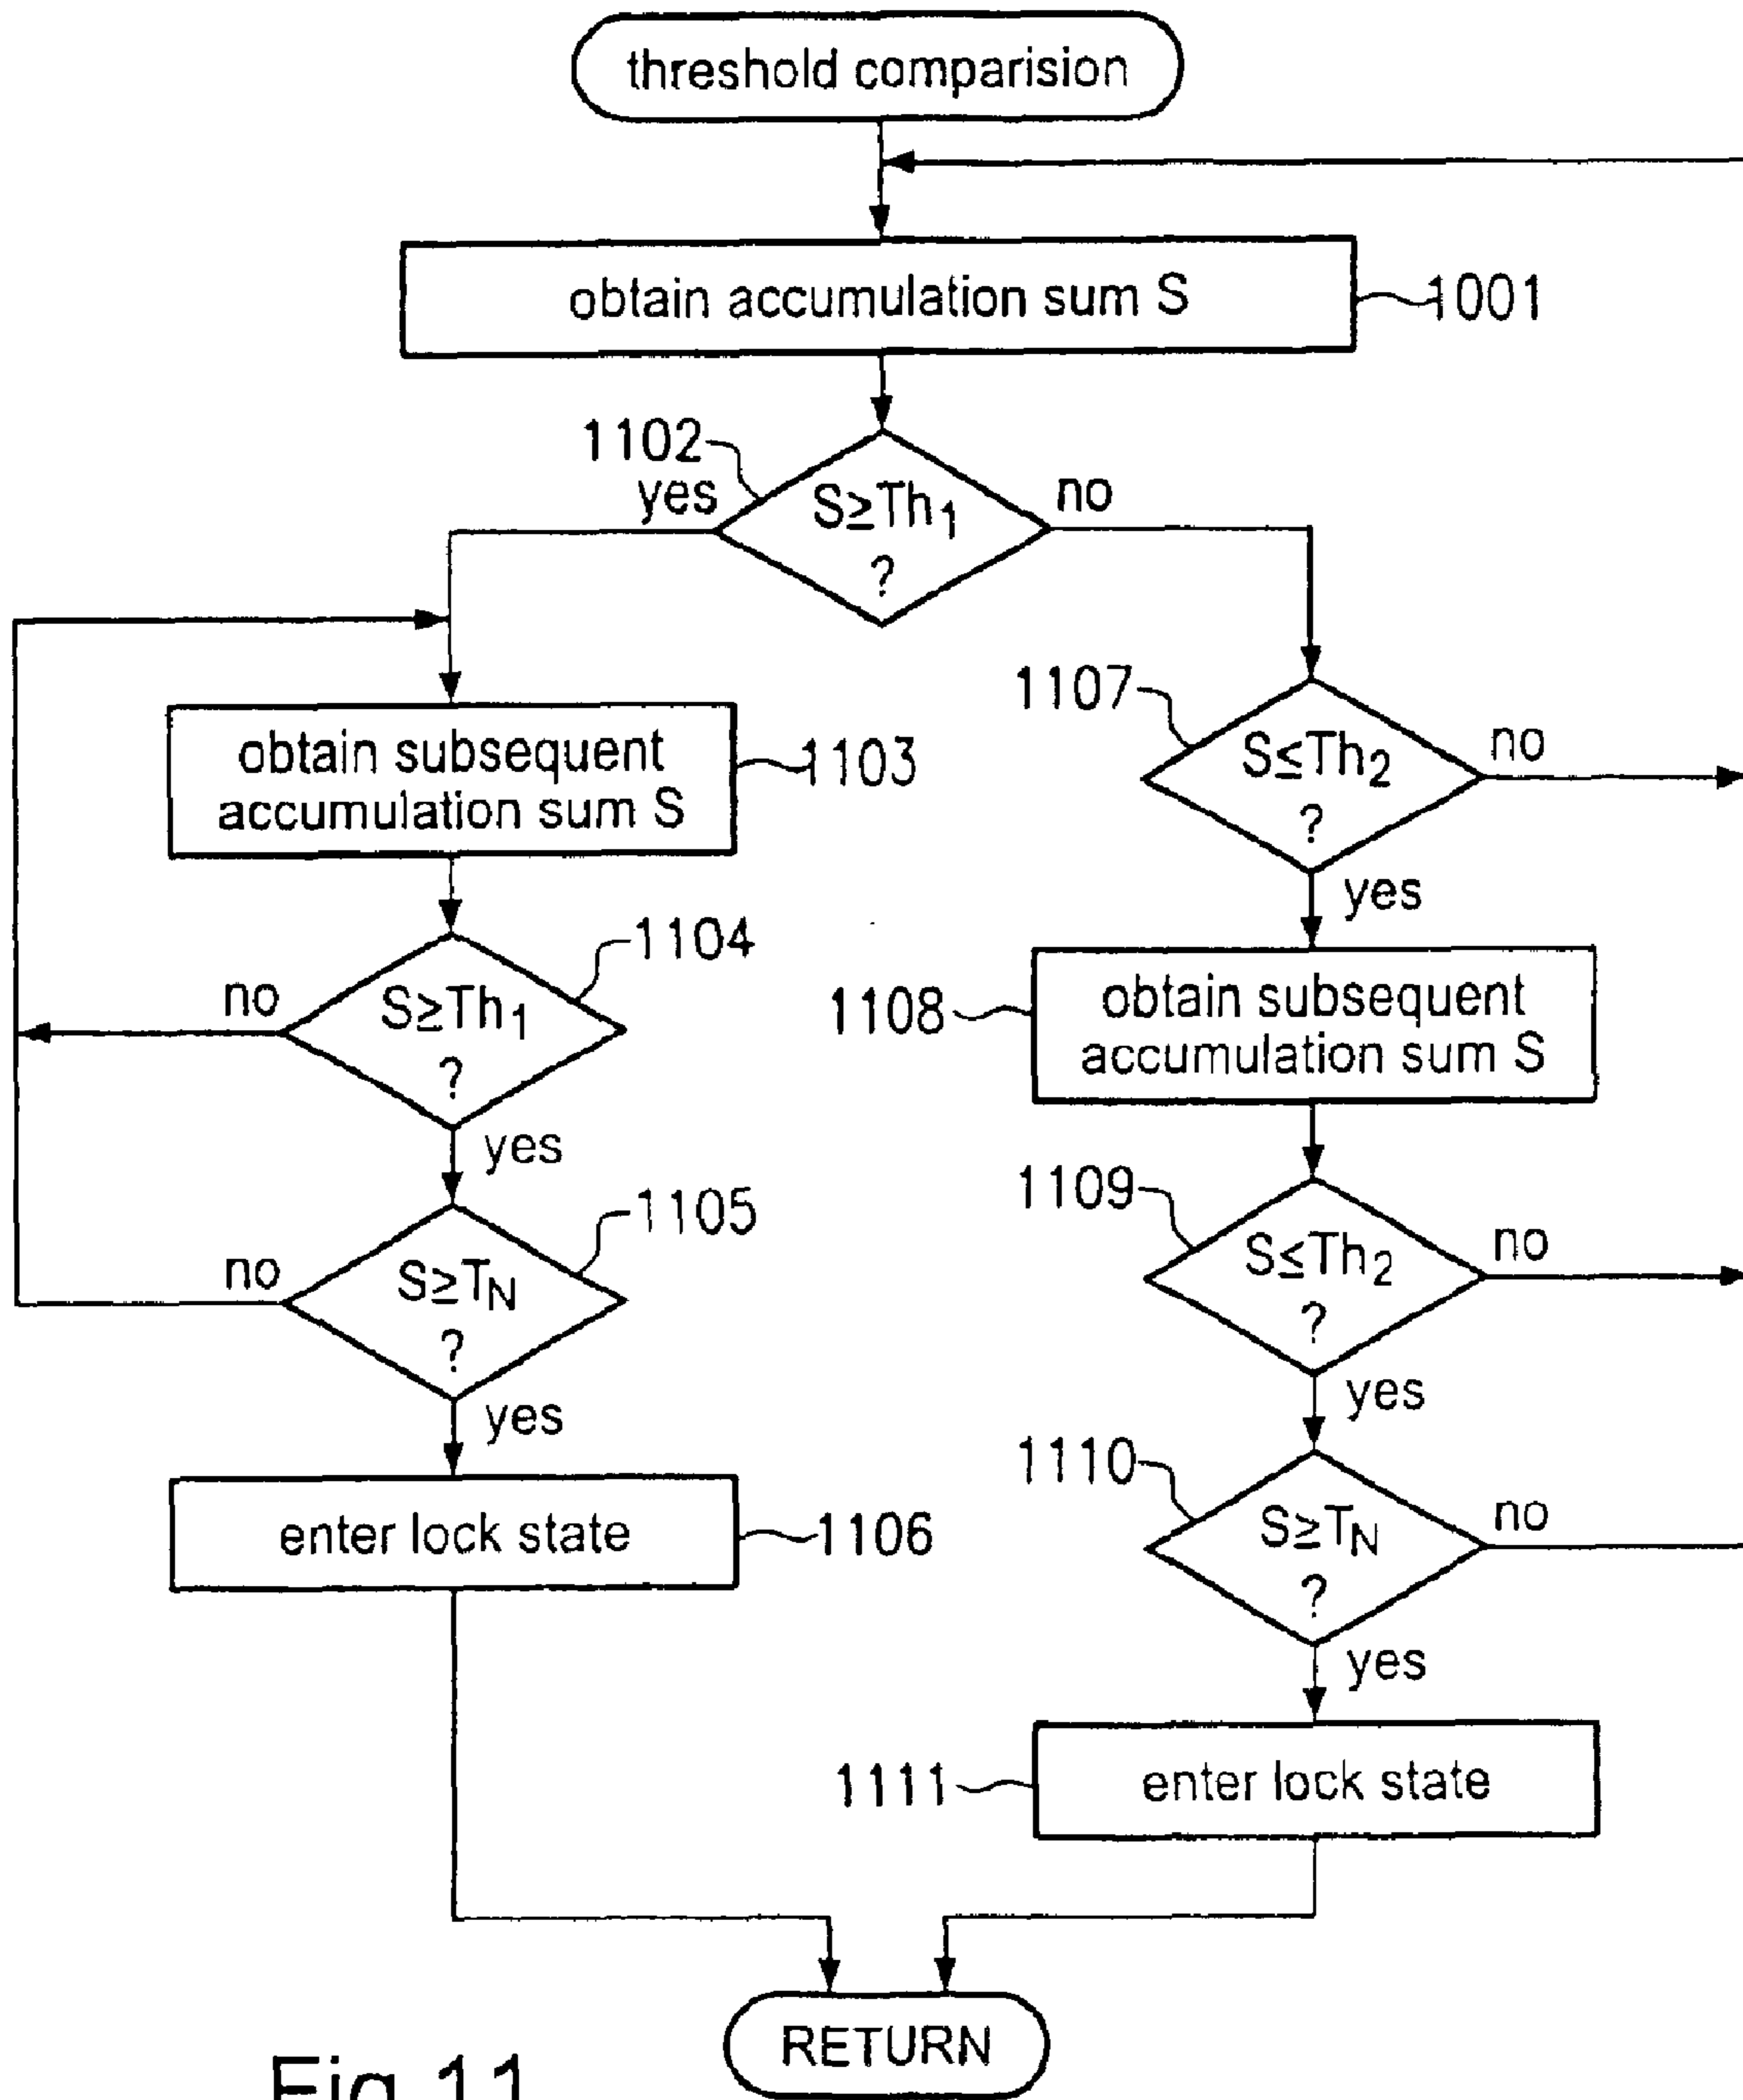 threshold comparision
obtain accumulation sum S
1001
1102
yes
S≥Th1
?
no
obtain subsequent
accumulation sum S
1103
1107
S≤Th2
?
no
yes
1104
no
S≥Th1
?
yes
1108
obtain subsequent
accumulation sum S
1105
no
S≥TN
?
yes
1109
S≤Th2
?
no
yes
enter lock state
1106
1110
S≥TN
?
no
yes
1111
enter lock state
RETURN
Fig.11